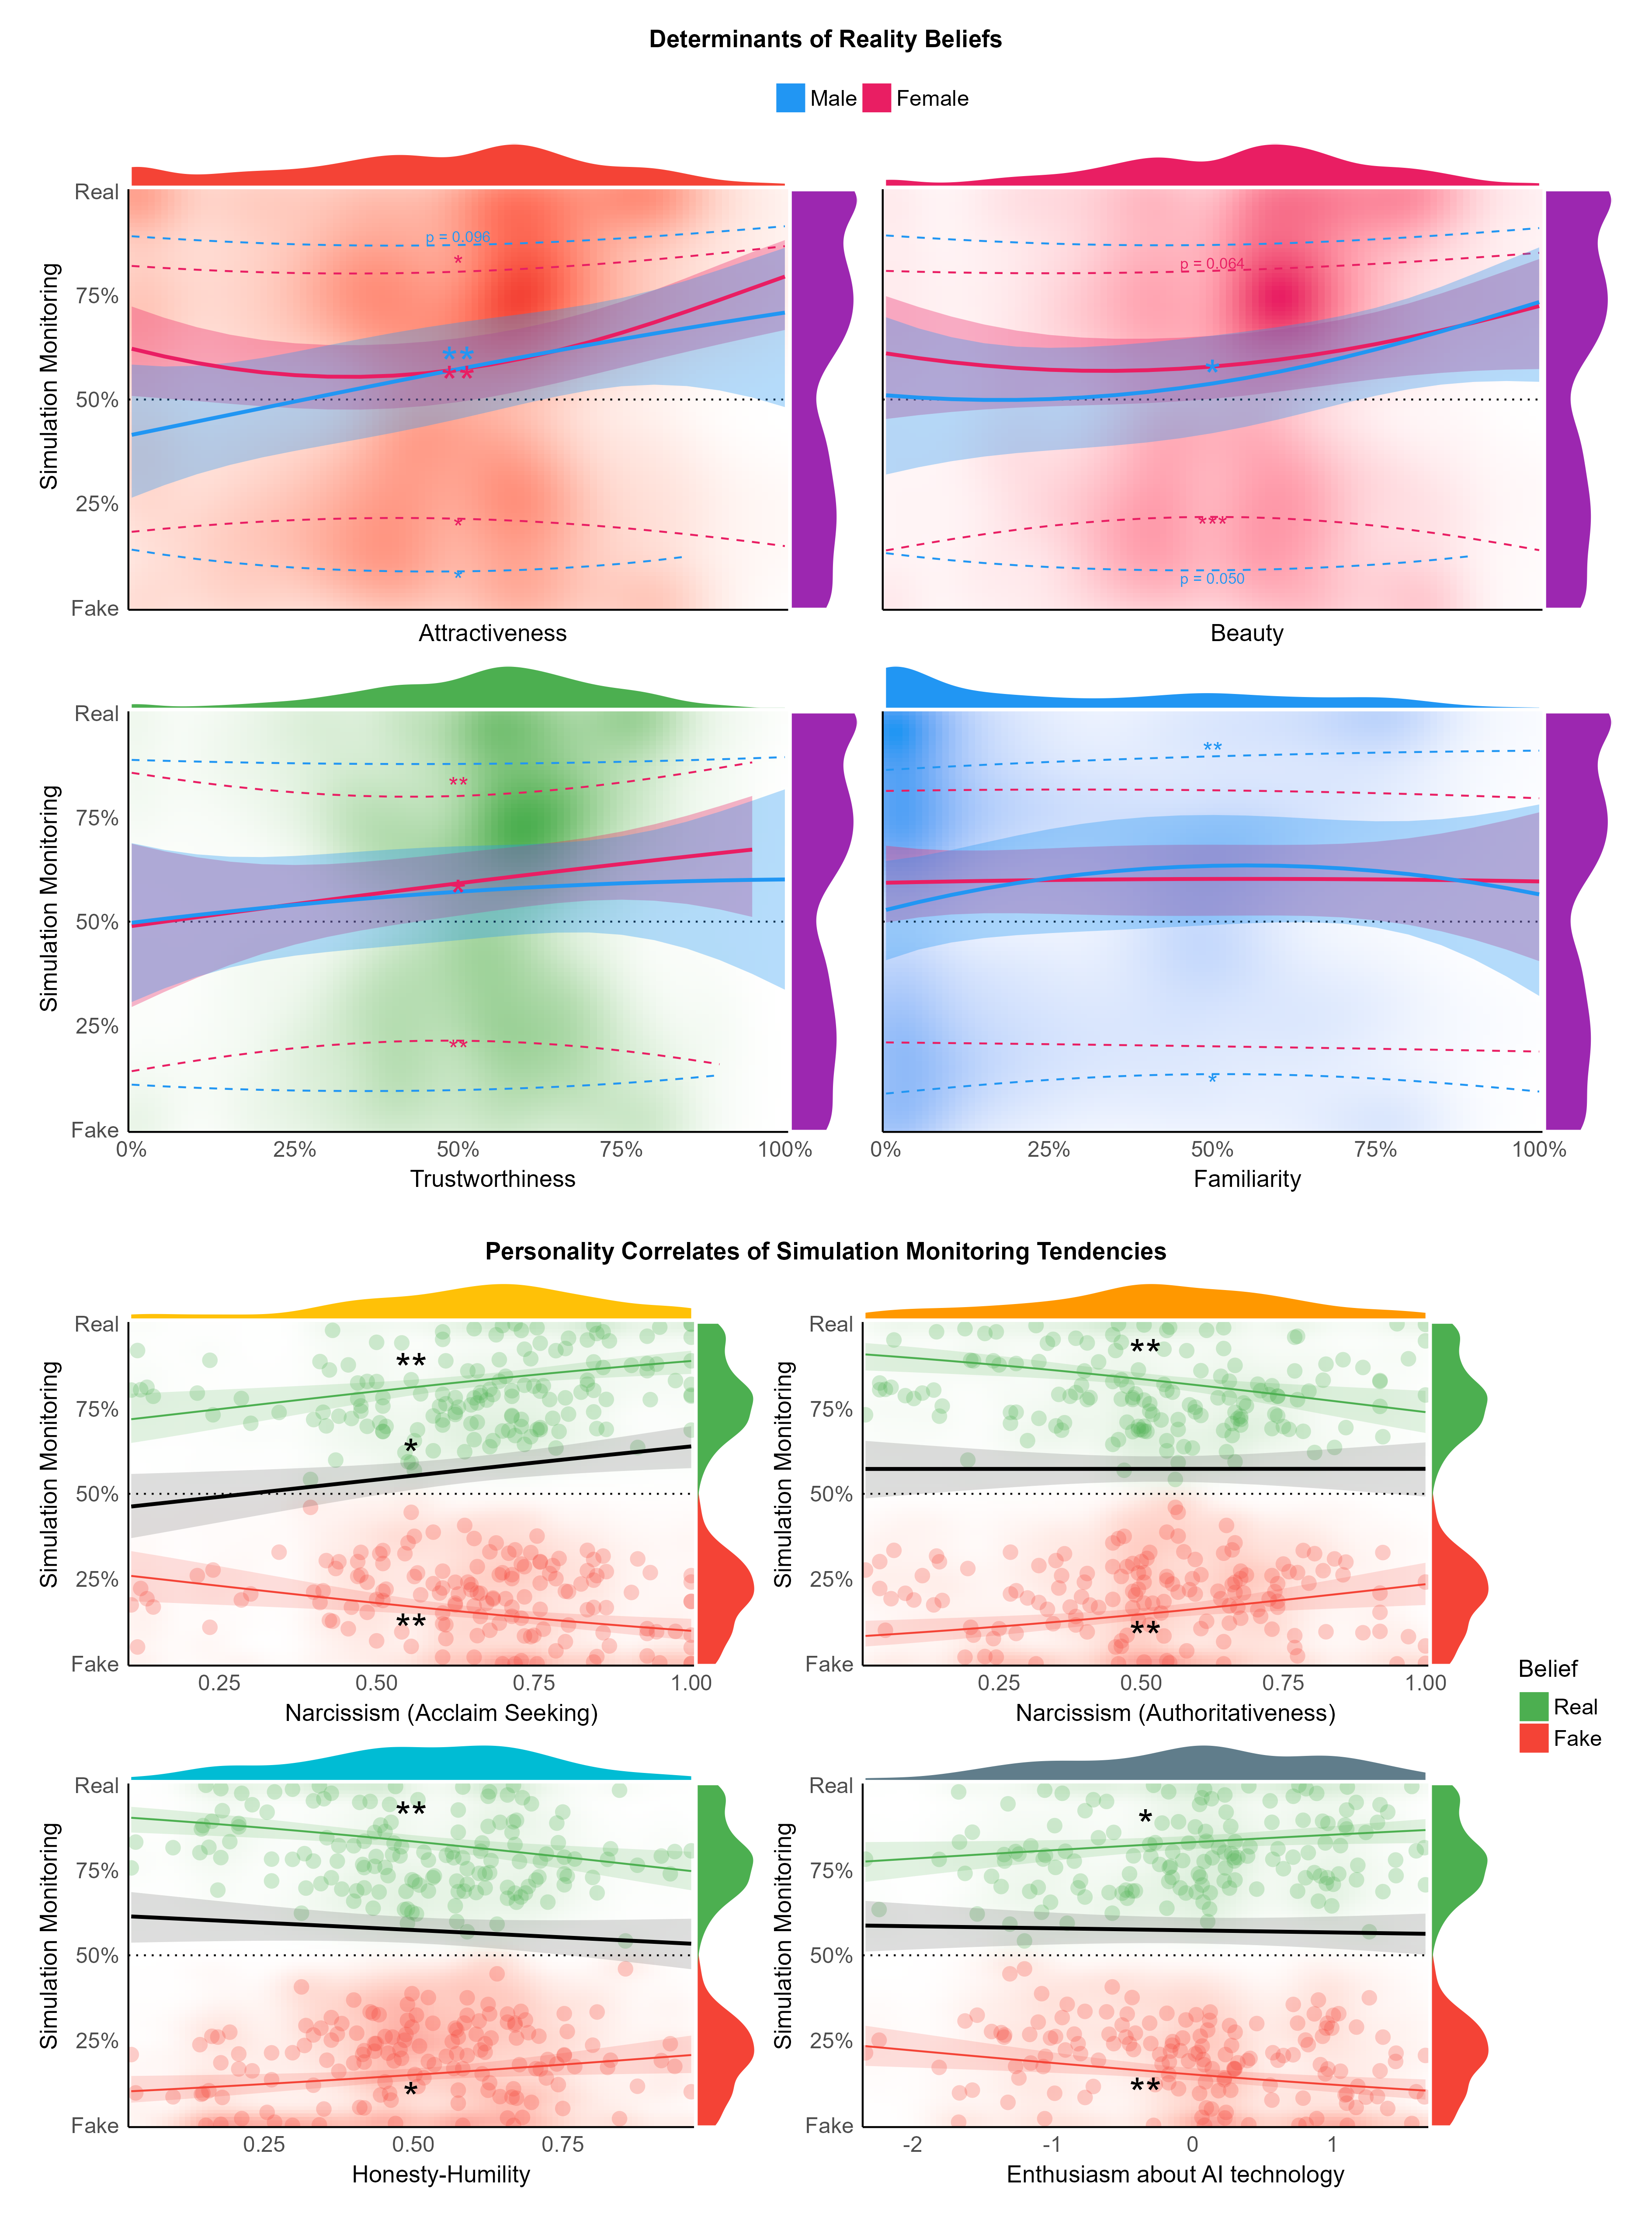 Determinants of Reality Beliefs
Male Female
Real
75%
50%
25%
Fake
Simulation Monitoring
p = 0.096
*
**
**
*
*
Attractiveness
p = 0.064
*
***
p = 0.050
Beauty
Real
75%
50%
25%
Fake
Simulation Monitoring
**
*
**
0% 25% 50% 75% 100%
Trustworthiness
**
*
0% 25% 50% 75% 100%
Familiarity
Personality Correlates of Simulation Monitoring Tendencies
Real
75%
50%
25%
Fake
Simulation Monitoring
**
*
**
0.25 0.50 0.75 1.00
Narcissism (Acclaim Seeking)
Real
75%
50%
25%
Fake
Simulation Monitoring
**
**
0.25 0.50 0.75 1.00
Narcissism (Authoritativeness)
Belief
Real
Fake
Real
75%
50%
25%
Fake
Simulation Monitoring
**
*
0.25 0.50 0.75
Honesty-Humility
Real
75%
50%
25%
Fake
Simulation Monitoring
*
**
-2 -1 0 1
Enthusiasm about AI technology